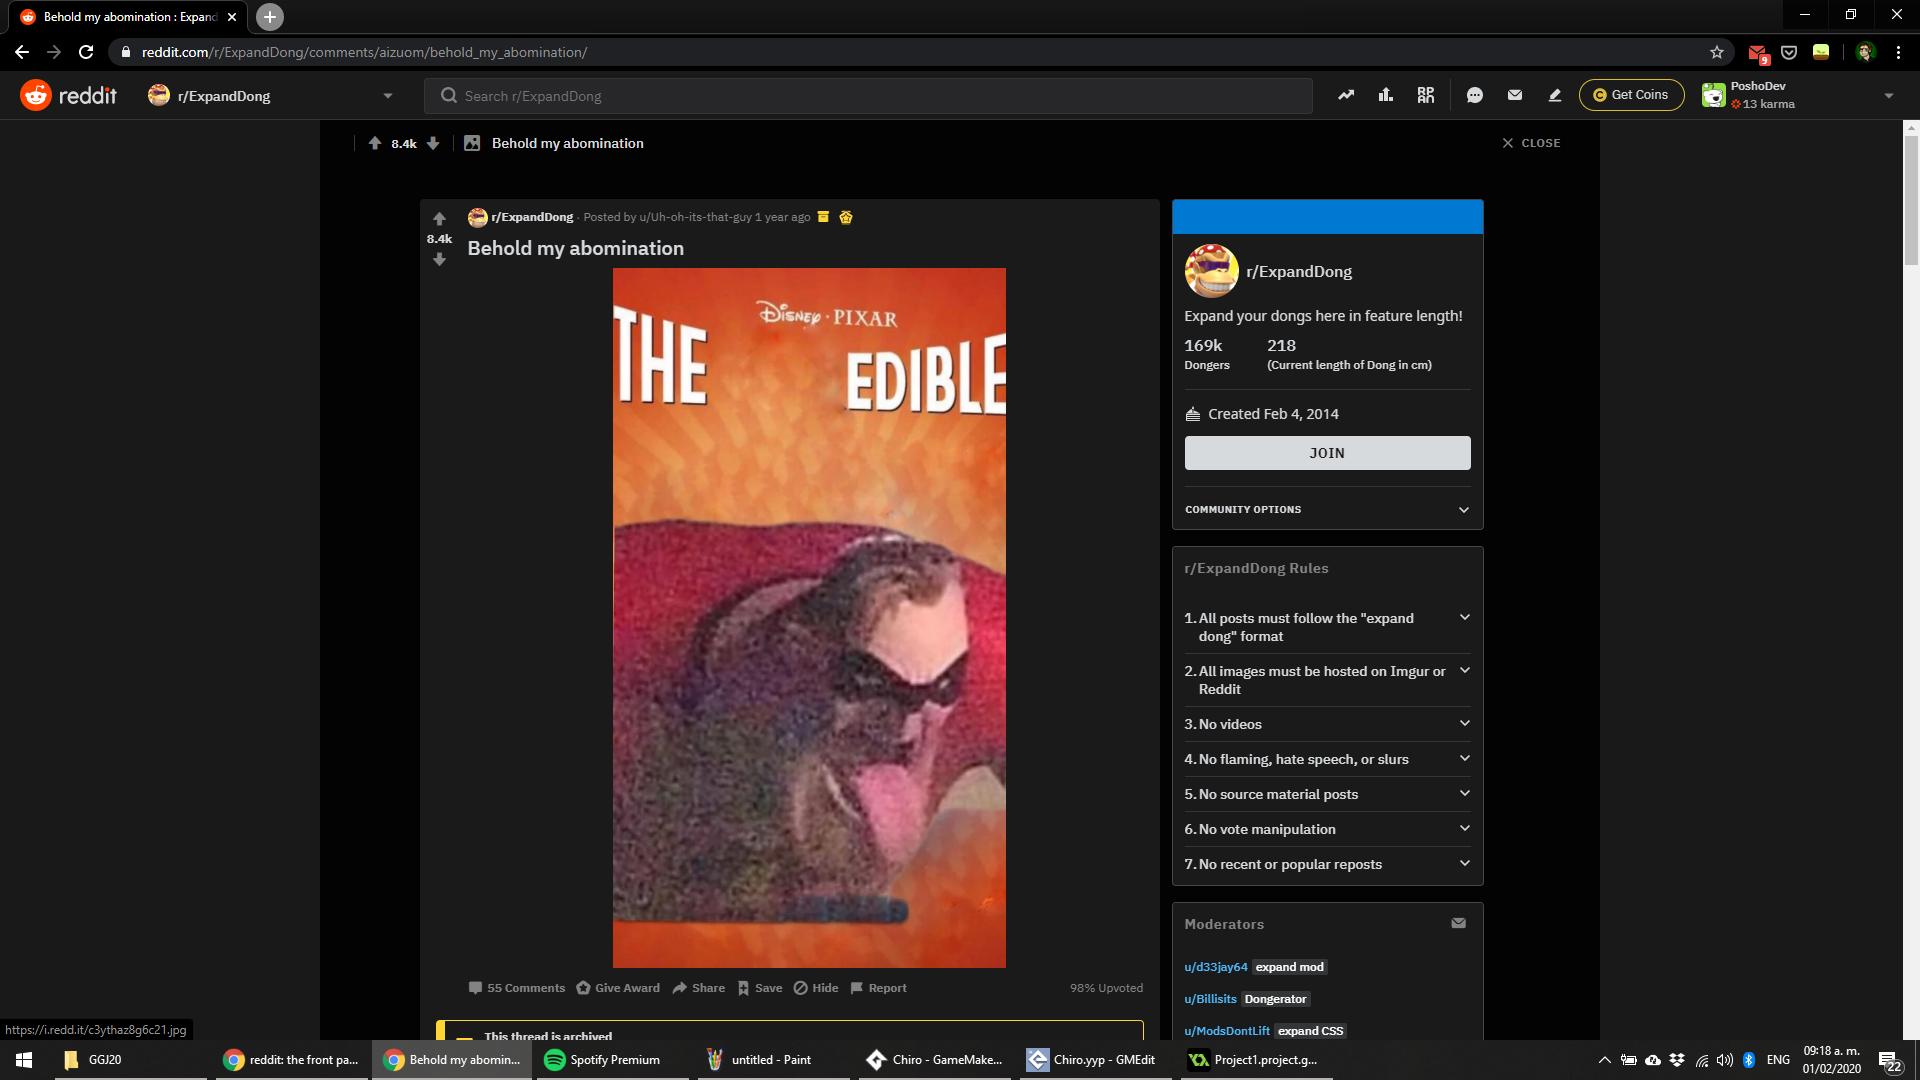 Behold my abomination : Expand
reddit.com/r/ExpandDong/comments/aizuom/behold_my_abomination/
9
reddit
r/ExpandDong
Search r/ExpandDong
Get Coins
PoshoDev
13 karma
8.4k
Behold my abomination
CLOSE
r/ExpandDong · Posted by u/Uh-oh-its-that-guy 1 year ago
8.4k
Behold my abomination
DISNEY · PIXAR
THE
EDIBLE
55 Comments
Give Award
Share
Save
Hide
Report
98% Upvoted
This thread is archived
r/ExpandDong
Expand your dongs here in feature length!
169k
Dongers
218
(Current length of Dong in cm)
Created Feb 4, 2014
JOIN
COMMUNITY OPTIONS
r/ExpandDong Rules
1. All posts must follow the "expand
dong" format
2. All images must be hosted on Imgur or
Reddit
3. No videos
4. No flaming, hate speech, or slurs
5. No source material posts
6. No vote manipulation
7. No recent or popular reposts
Moderators
u/d33jay64 expand mod
u/Billisits Dongerator
u/ModsDontLift expand CSS
https://i.redd.it/c3ythaz8g6c21.jpg
GGJ20
reddit: the front pa...
Behold my abomin...
Spotify Premium
untitled - Paint
Chiro - GameMake...
Chiro.yyp - GMEdit
Project1.project.g...
ENG
09:18 a. m.
01/02/2020
22